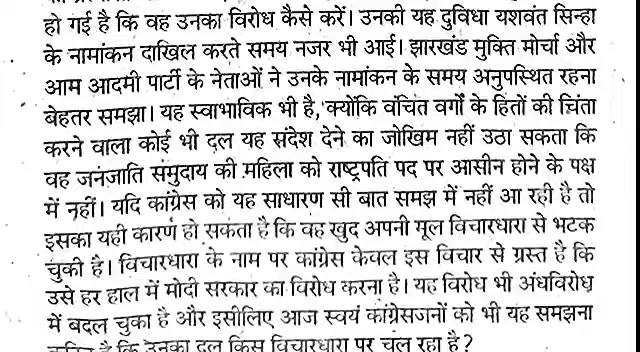 हो गई है कि वह उनका विरोध कैसे करें। उनकी यह दुविधा यशवंत सिन्हा
के नामांकन दाखिल करते समय नजर भी आई। झारखंड मुक्ति मोर्चा और
आम आदमी पार्टी के नेताओं ने उनके नामांकन के समय अनुपस्थित रहना
बेहतर समझा। यह स्वाभाविक भी है, क्योंकि वंचित वर्गों के हितों की चिंता
करने वाला कोई भी दल यह संदेश देने का जोखिम नहीं उठा सकता कि
वह जनजाति समुदाय की महिला को राष्ट्रपति पद पर आसीन होने के पक्ष
में नहीं। यदि कांग्रेस को यह साधारण सी बात समझ में नहीं आ रही है तो
इसका यही कारण हो सकता है कि वह खुद अपनी मूल विचारधारा से भटक
चुकी है। विचारधारा के नाम पर कांग्रेस केवल इस विचार से ग्रस्त है कि
उसे हर हाल में मोदी सरकार का विरोध करना है। यह विरोध भी अंधविरोध
में बदल चुका है और इसीलिए आज स्वयं कांग्रेसजनों को भी यह समझना
कठिन है कि उनका दल किस विचारधारा पर चल रहा है?